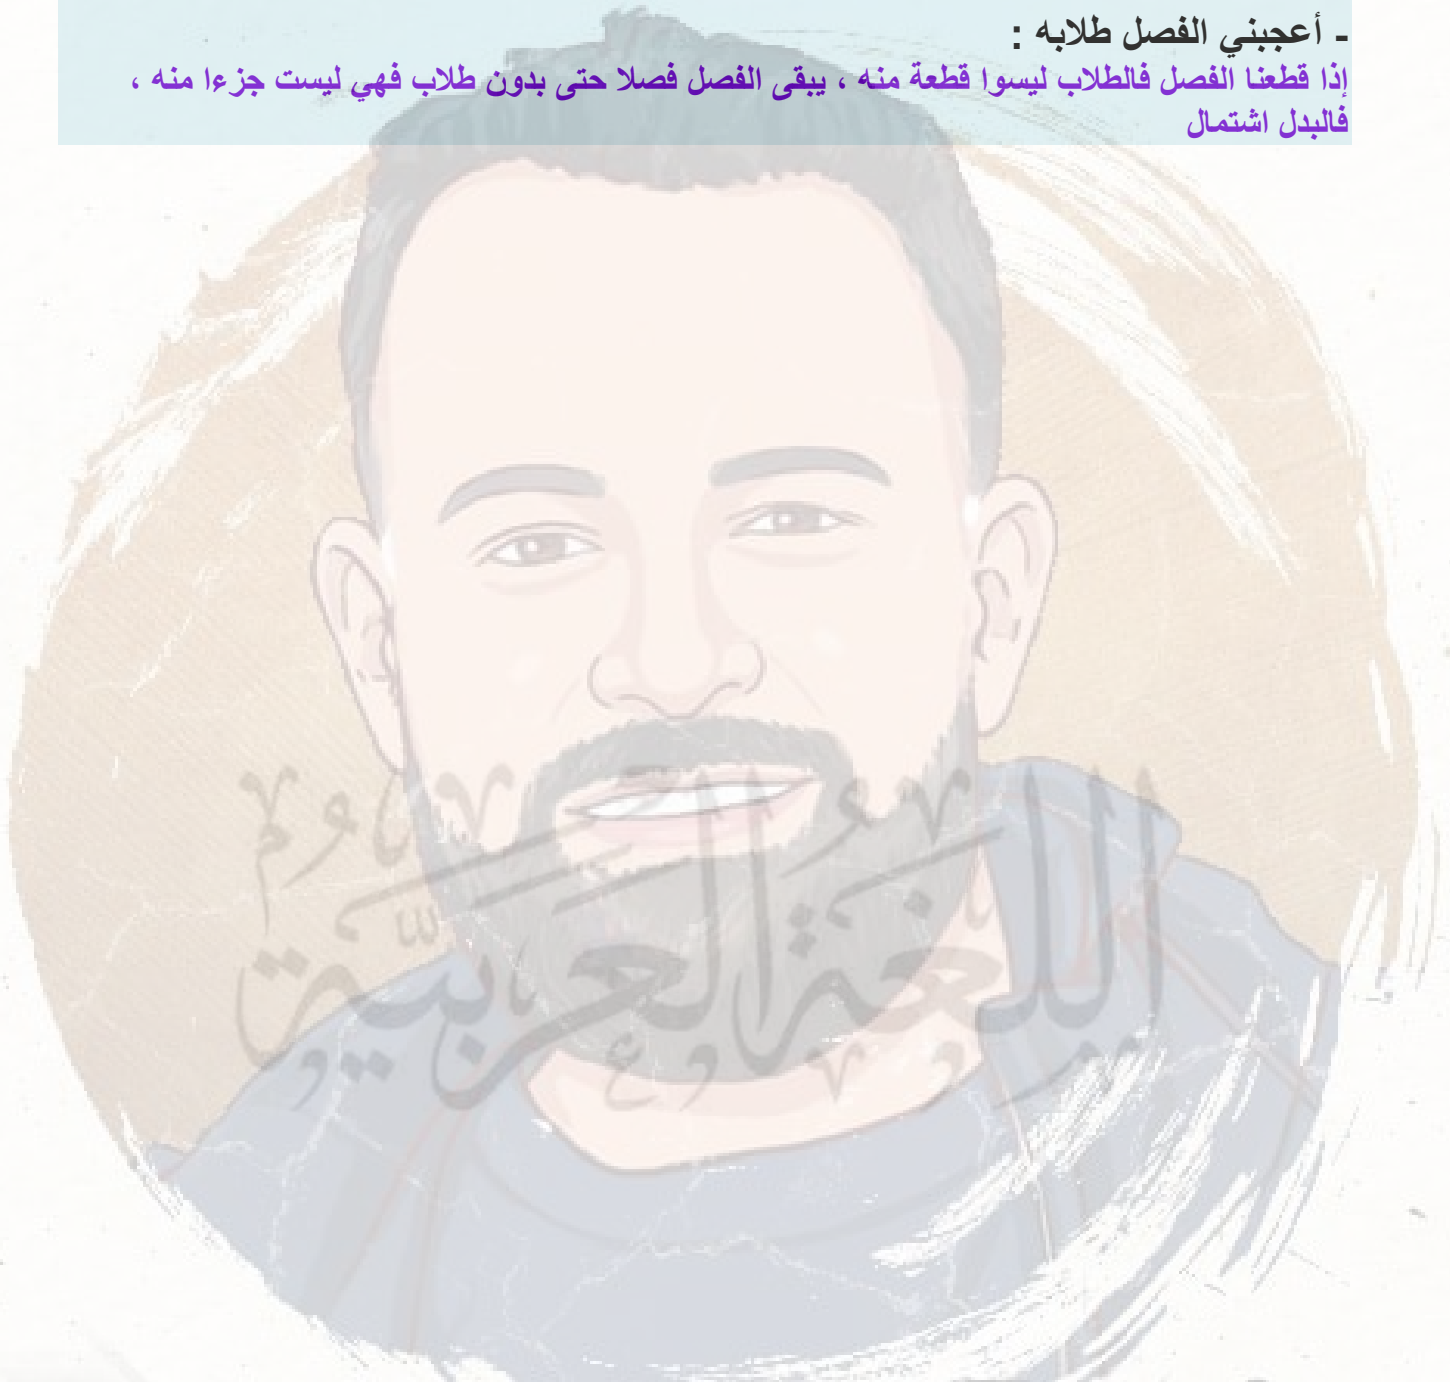 - أعجبني الفصل طلابه :
إذا قطعنا الفصل فالطلاب ليسوا قطعة منه ، يبقى الفصل فصلا حتى بدون طلاب فهي ليست جزءا منه ،
فالبدل اشتمال
اللغة العربية